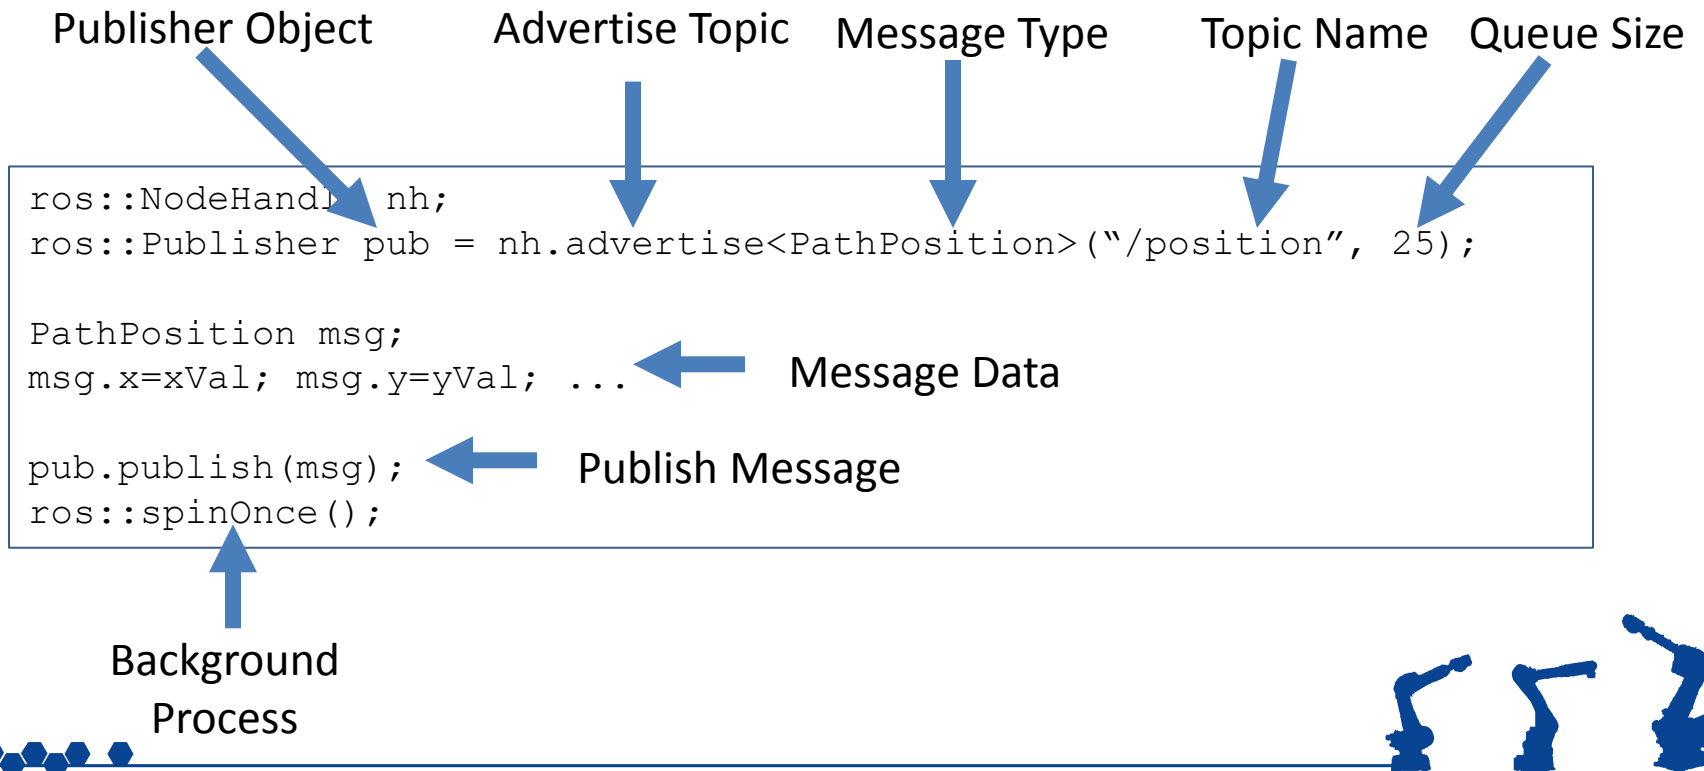 Publisher Object
Advertise Topic
Message Type
Topic Name
Queue Size
ros::NodeHandl nh;
ros::Publisher pub = nh.advertise<PathPosition>(“/position”, 25);
PathPosition msg;
msg.x=xVal; msg.y=yVal; ...
Message Data
pub.publish(msg);
Publish Message
ros::spinOnce();
Background
Process